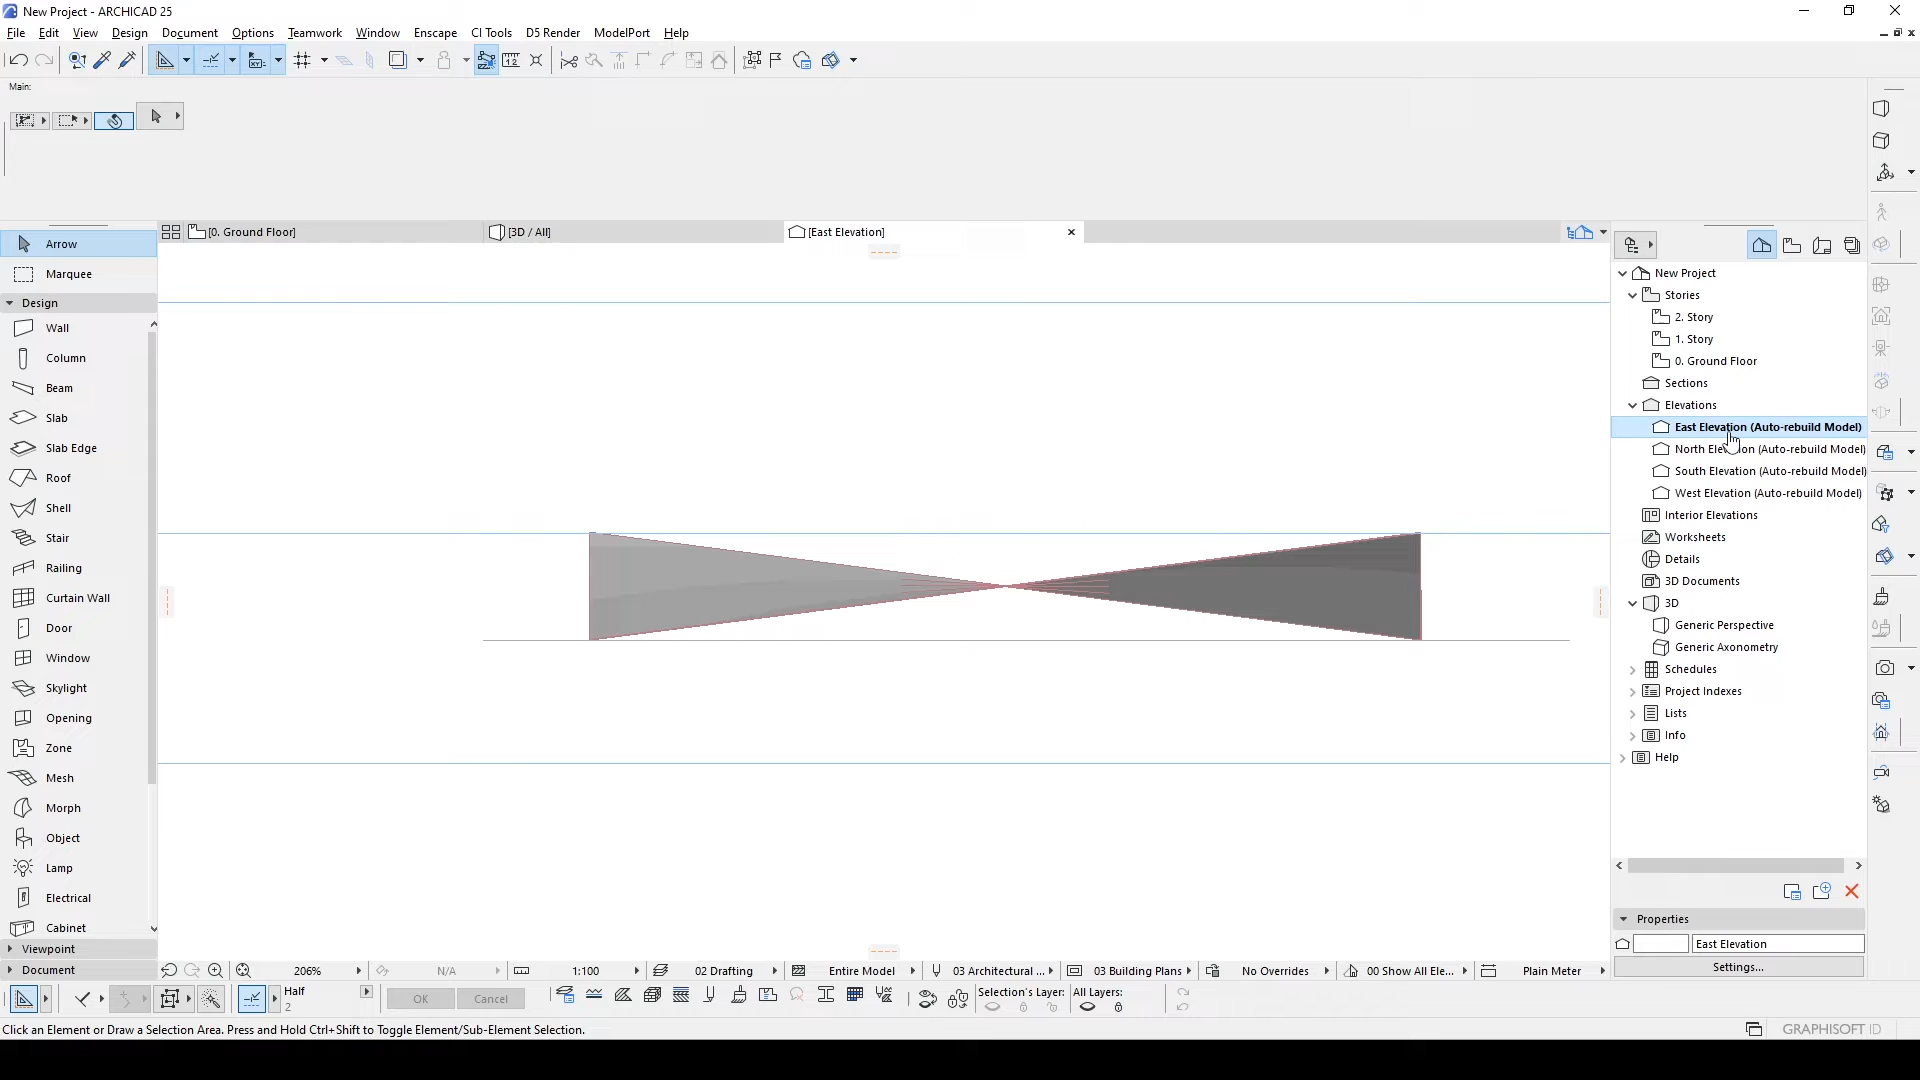 New Project - ARCHICAD 25
File Edit View Design Document Options Teamwork Window Enscape CI Tools D5 Render ModelPort Help
Main:
[0. Ground Floor]
[3D / All]
[East Elevation]
Arrow
Marquee
Design
Wall
Column
Beam
Slab
Slab Edge
Roof
Shell
Stair
Railing
Curtain Wall
Door
Window
Skylight
Opening
Zone
Mesh
Morph
Object
Lamp
Electrical
Cabinet
Viewpoint
Document
New Project
Stories
2. Story
1. Story
0. Ground Floor
Sections
Elevations
East Elevation (Auto-rebuild Model)
North Elevation (Auto-rebuild Model)
South Elevation (Auto-rebuild Model)
West Elevation (Auto-rebuild Model)
Interior Elevations
Worksheets
Details
3D Documents
3D
Generic Perspective
Generic Axonometry
Schedules
Project Indexes
Lists
Info
Help
Properties
East Elevation
Settings...
206% N/A 1:100 02 Drafting Entire Model 03 Architectural ... 03 Building Plans No Overrides 00 Show All Ele... Plain Meter
Half
2
OK Cancel
Selection's Layer: All Layers:
Click an Element or Draw a Selection Area. Press and Hold Ctrl+Shift to Toggle Element/Sub-Element Selection.
GRAPHISOFT ID